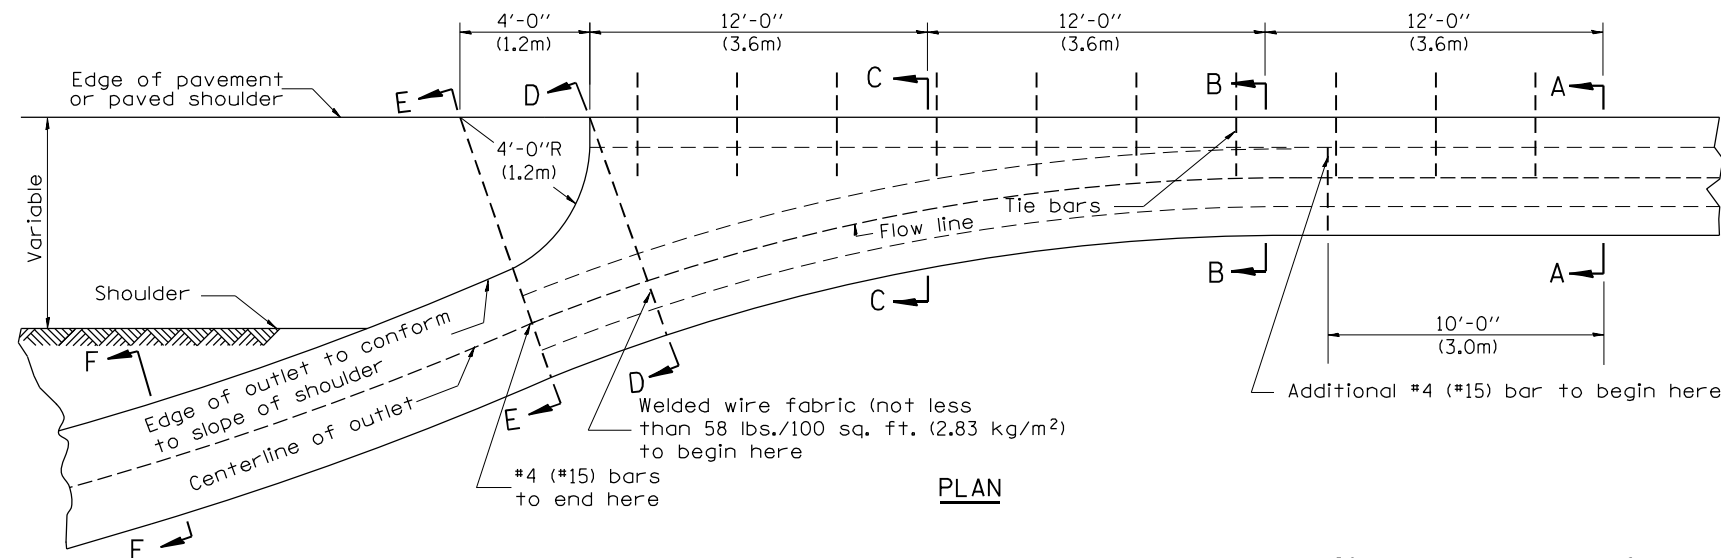 4'-0"
(1.2m)
12'-0"
(3.6m)
12'-0"
(3.6m)
12'-0"
(3.6m)
Edge of pavement
or paved shoulder
E
D
C
B
A
4'-0"R
(1.2m)
Variable
Tie bars
Flow line
Shoulder
B
A
C
10'-0"
(3.0m)
F
D
E
Edge of outlet to conform
to slope of shoulder
Centerline of outlet
Additional #4 (#15) bar to begin here
Welded wire fabric (not less
than 58 lbs./100 sq. ft. (2.83 kg/m²)
to begin here
#4 (#15) bars
to end here
PLAN
F